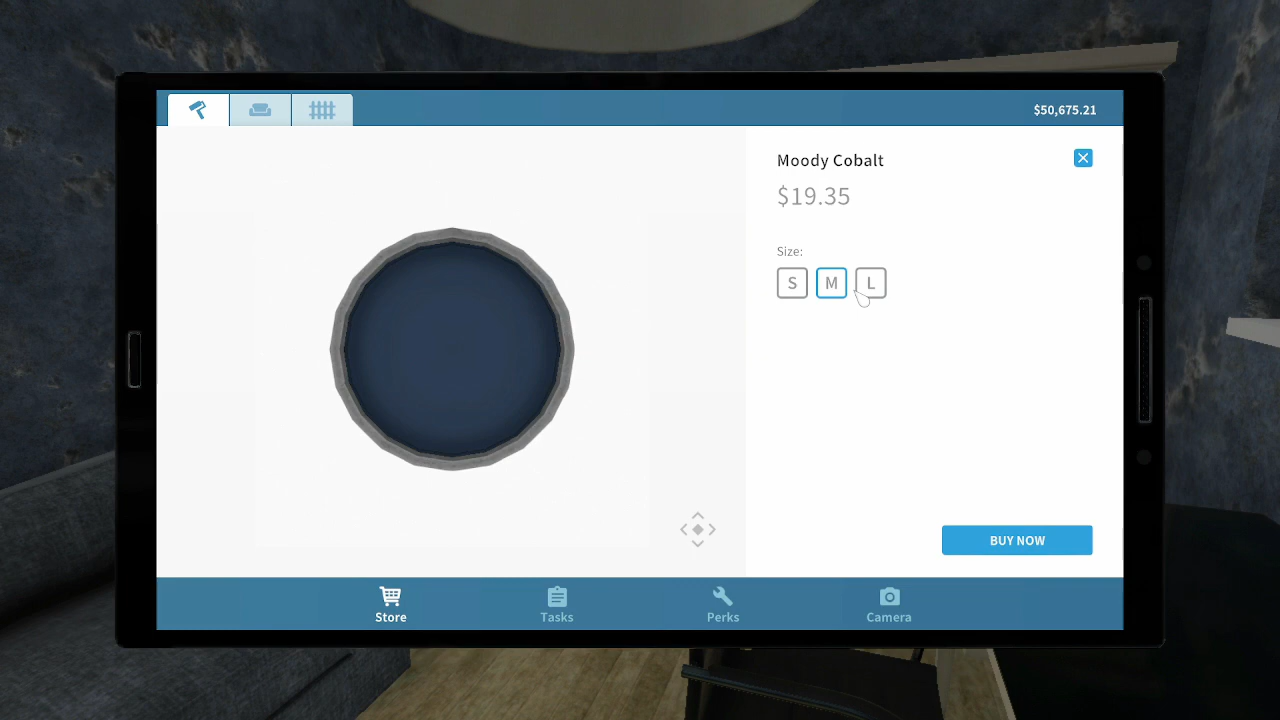 $50,675.21
Moody Cobalt
$19.35
Size:
S M L
BUY NOW
Store Tasks Perks Camera